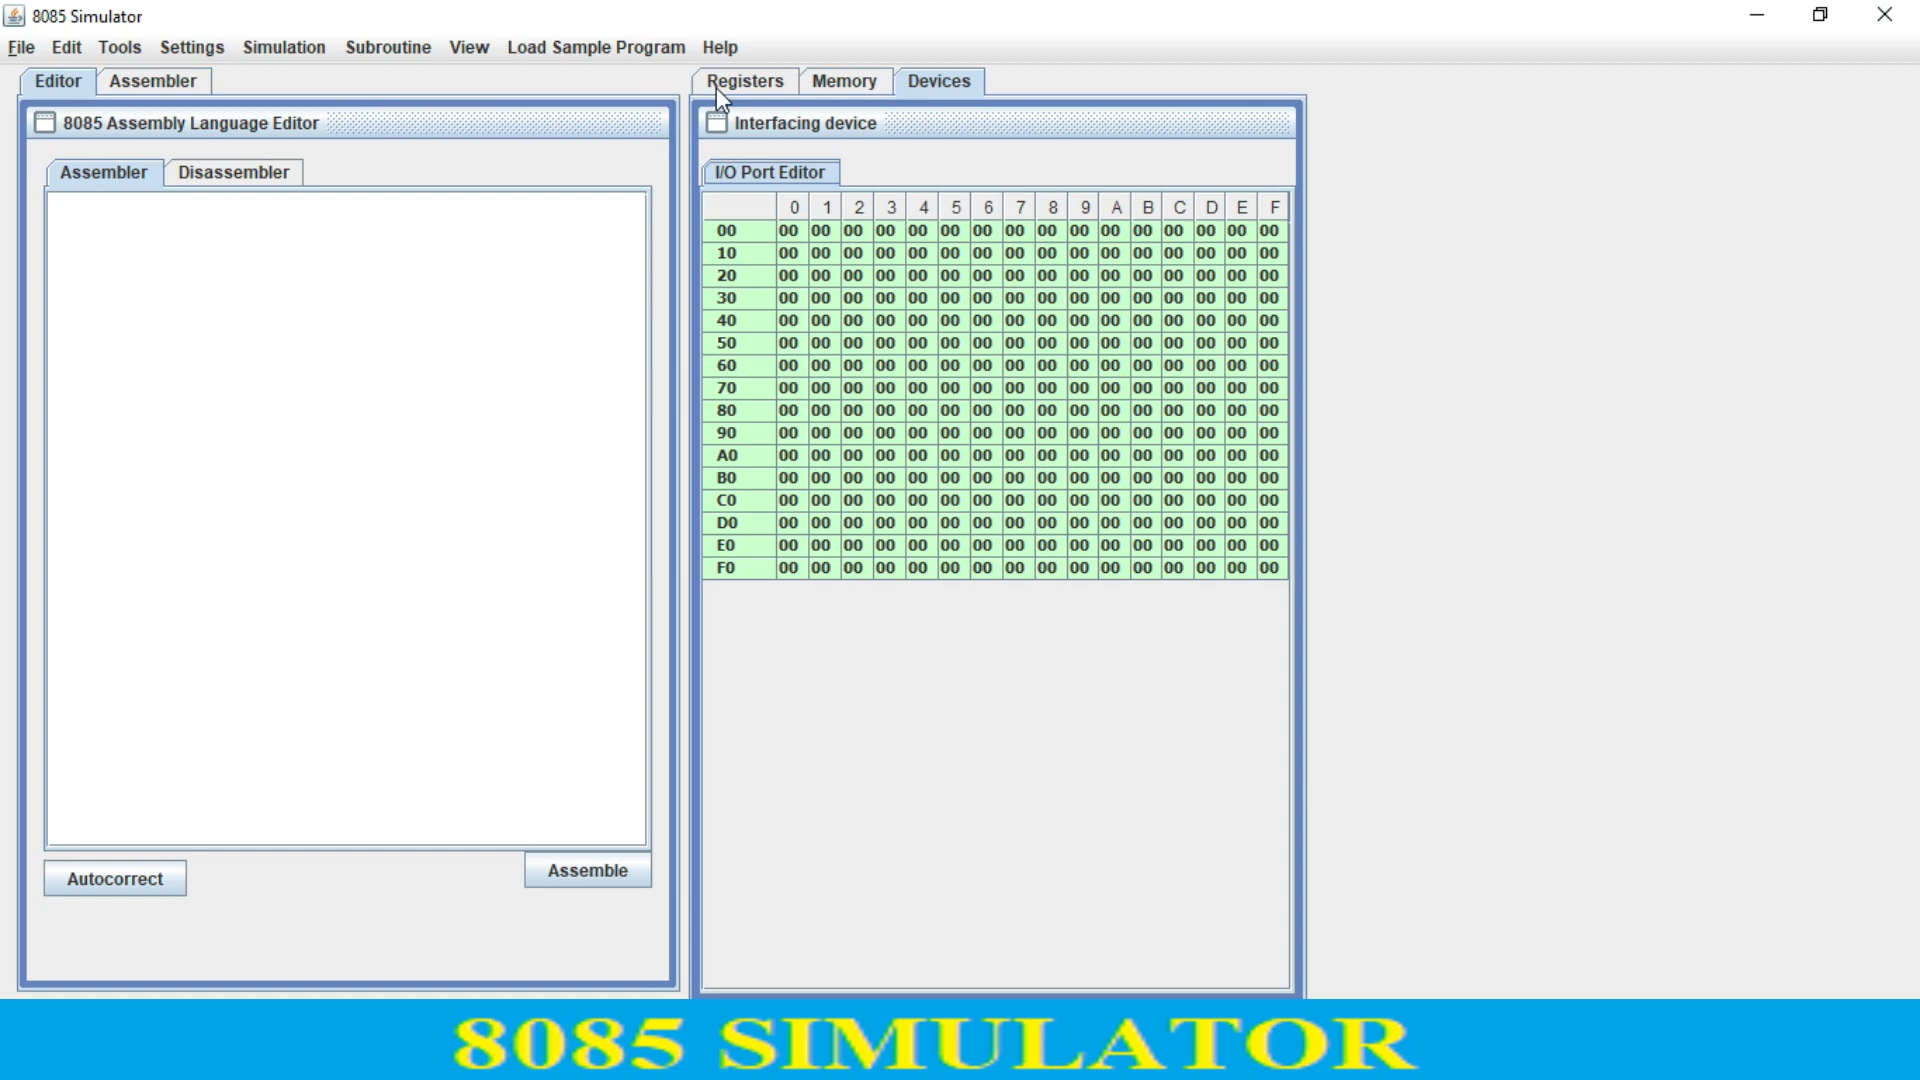 8085 Simulator
File Edit Tools Settings Simulation Subroutine View Load Sample Program Help
Editor Assembler Registers Memory Devices
8085 Assembly Language Editor Interfacing device
Assembler Disassembler I/O Port Editor
0 1 2 3 4 5 6 7 8 9 A B C D E F
00 00 00 00 00 00 00 00 00 00 00 00 00 00 00 00 00
10 00 00 00 00 00 00 00 00 00 00 00 00 00 00 00 00
20 00 00 00 00 00 00 00 00 00 00 00 00 00 00 00 00
30 00 00 00 00 00 00 00 00 00 00 00 00 00 00 00 00
40 00 00 00 00 00 00 00 00 00 00 00 00 00 00 00 00
50 00 00 00 00 00 00 00 00 00 00 00 00 00 00 00 00
60 00 00 00 00 00 00 00 00 00 00 00 00 00 00 00 00
70 00 00 00 00 00 00 00 00 00 00 00 00 00 00 00 00
80 00 00 00 00 00 00 00 00 00 00 00 00 00 00 00 00
90 00 00 00 00 00 00 00 00 00 00 00 00 00 00 00 00
A0 00 00 00 00 00 00 00 00 00 00 00 00 00 00 00 00
B0 00 00 00 00 00 00 00 00 00 00 00 00 00 00 00 00
C0 00 00 00 00 00 00 00 00 00 00 00 00 00 00 00 00
D0 00 00 00 00 00 00 00 00 00 00 00 00 00 00 00 00
E0 00 00 00 00 00 00 00 00 00 00 00 00 00 00 00 00
F0 00 00 00 00 00 00 00 00 00 00 00 00 00 00 00 00
Autocorrect Assemble
8085 SIMULATOR